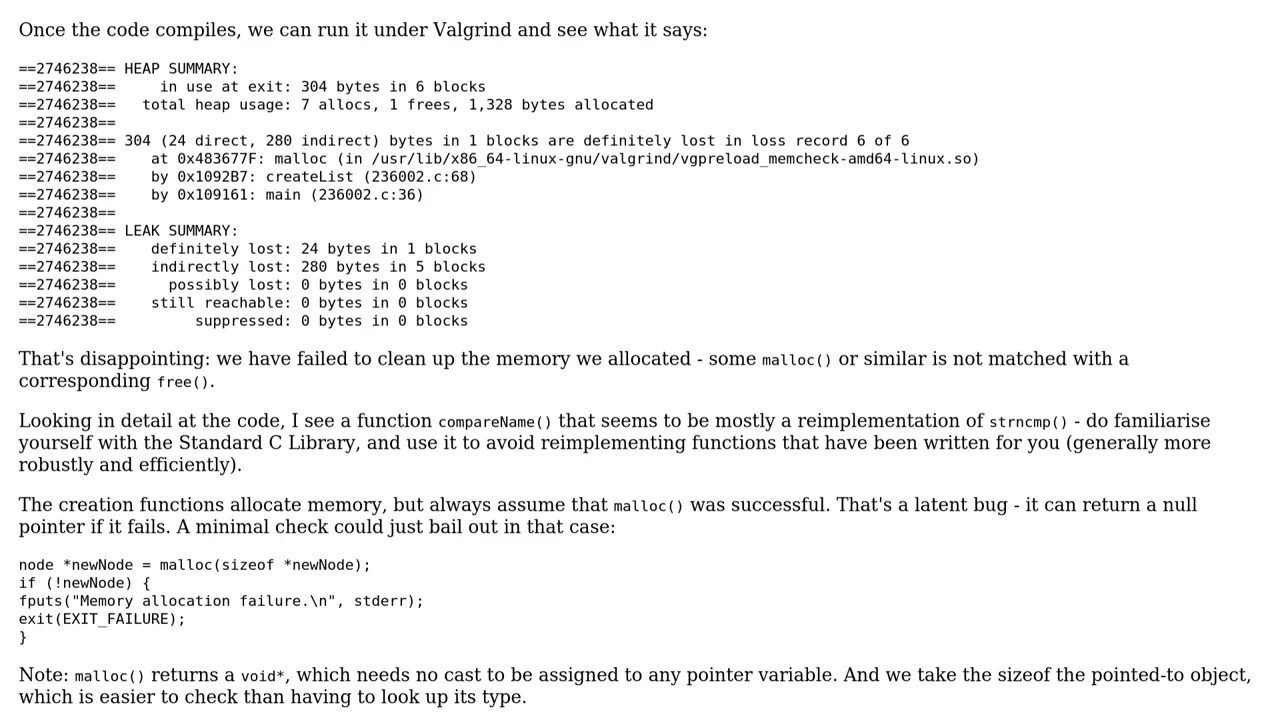 Once the code compiles, we can run it under Valgrind and see what it says:
==2746238== HEAP SUMMARY:
==2746238==     in use at exit: 304 bytes in 6 blocks
==2746238==   total heap usage: 7 allocs, 1 frees, 1,328 bytes allocated
==2746238==
==2746238== 304 (24 direct, 280 indirect) bytes in 1 blocks are definitely lost in loss record 6 of 6
==2746238==    at 0x483677F: malloc (in /usr/lib/x86_64-linux-gnu/valgrind/vgpreload_memcheck-amd64-linux.so)
==2746238==    by 0x1092B7: createList (236002.c:68)
==2746238==    by 0x109161: main (236002.c:36)
==2746238==
==2746238== LEAK SUMMARY:
==2746238==    definitely lost: 24 bytes in 1 blocks
==2746238==    indirectly lost: 280 bytes in 5 blocks
==2746238==      possibly lost: 0 bytes in 0 blocks
==2746238==    still reachable: 0 bytes in 0 blocks
==2746238==         suppressed: 0 bytes in 0 blocks
That's disappointing: we have failed to clean up the memory we allocated - some malloc() or similar is not matched with a
corresponding free().
Looking in detail at the code, I see a function compareName() that seems to be mostly a reimplementation of strncmp() - do familiarise
yourself with the Standard C Library, and use it to avoid reimplementing functions that have been written for you (generally more
robustly and efficiently).
The creation functions allocate memory, but always assume that malloc() was successful. That's a latent bug - it can return a null
pointer if it fails. A minimal check could just bail out in that case:
node *newNode = malloc(sizeof *newNode);
if (!newNode) {
fputs("Memory allocation failure.\n", stderr);
exit(EXIT_FAILURE);
}
Note: malloc() returns a void*, which needs no cast to be assigned to any pointer variable. And we take the sizeof the pointed-to object,
which is easier to check than having to look up its type.